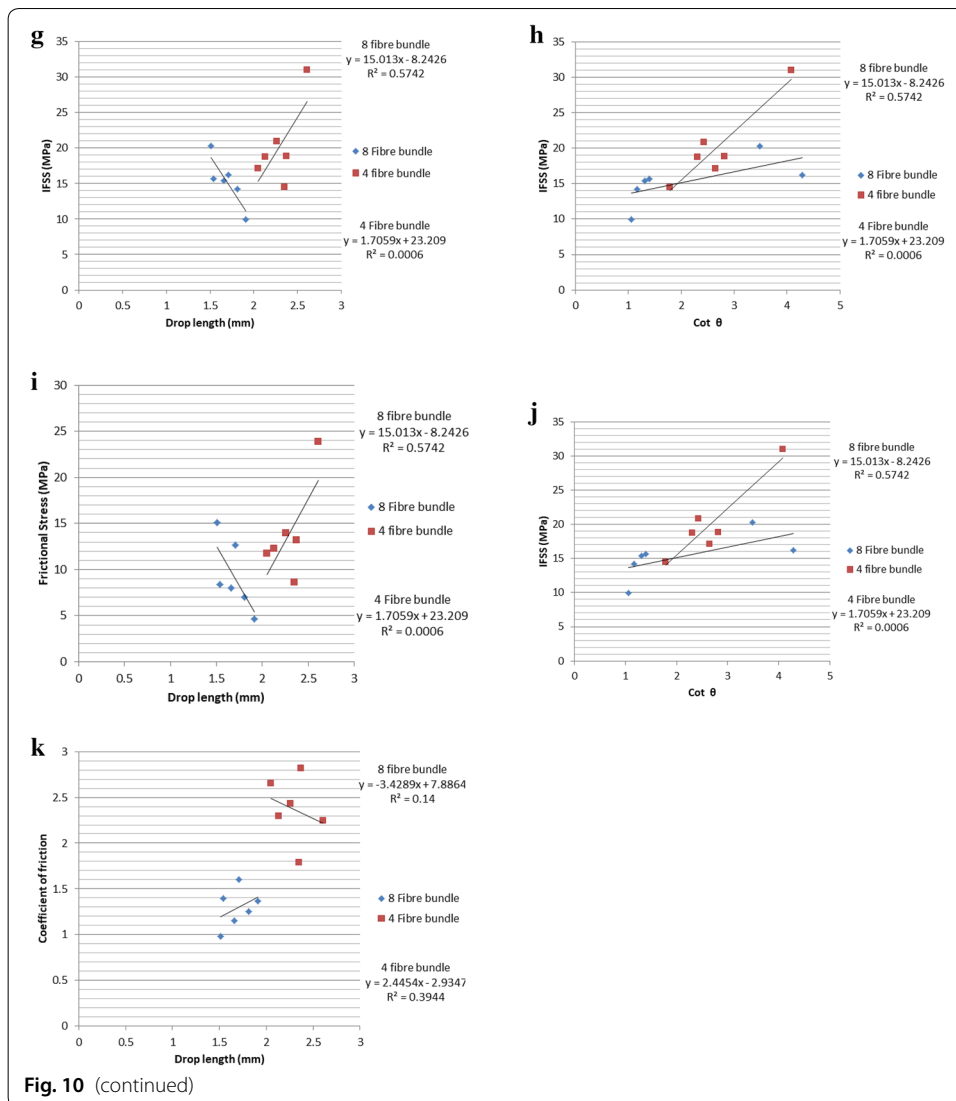 g
35
30
25
20
15
10
5
0
IFSS (MPa)
0 0.5 1 1.5 2 2.5 3
Drop length (mm)
8 fibre bundle
y = 15.013x - 8.2426
R² = 0.5742
8 Fibre bundle
4 fibre bundle
4 Fibre bundle
y = 1.7059x + 23.209
R² = 0.0006
h
35
30
25
20
15
10
5
0
IFSS (MPa)
0 1 2 3 4 5
Cot θ
8 fibre bundle
y = 15.013x - 8.2426
R² = 0.5742
8 Fibre bundle
4 fibre bundle
4 Fibre bundle
y = 1.7059x + 23.209
R² = 0.0006
i
30
25
20
15
10
5
0
Frictional Stress (MPa)
0 0.5 1 1.5 2 2.5 3
Drop length (mm)
8 fibre bundle
y = 15.013x - 8.2426
R² = 0.5742
8 Fibre bundle
4 fibre bundle
4 Fibre bundle
y = 1.7059x + 23.209
R² = 0.0006
j
35
30
25
20
15
10
5
0
IFSS (MPa)
0 1 2 3 4 5
Cot θ
8 fibre bundle
y = 15.013x - 8.2426
R² = 0.5742
8 Fibre bundle
4 fibre bundle
4 Fibre bundle
y = 1.7059x + 23.209
R² = 0.0006
k
3
2.5
2
1.5
1
0.5
0
Coefficient of friction
0 0.5 1 1.5 2 2.5 3
Drop length (mm)
8 fibre bundle
y = -3.4289x + 7.8864
R² = 0.14
8 Fibre bundle
4 Fibre bundle
4 fibre bundle
y = 2.4454x - 2.9347
R² = 0.3944
Fig. 10 (continued)